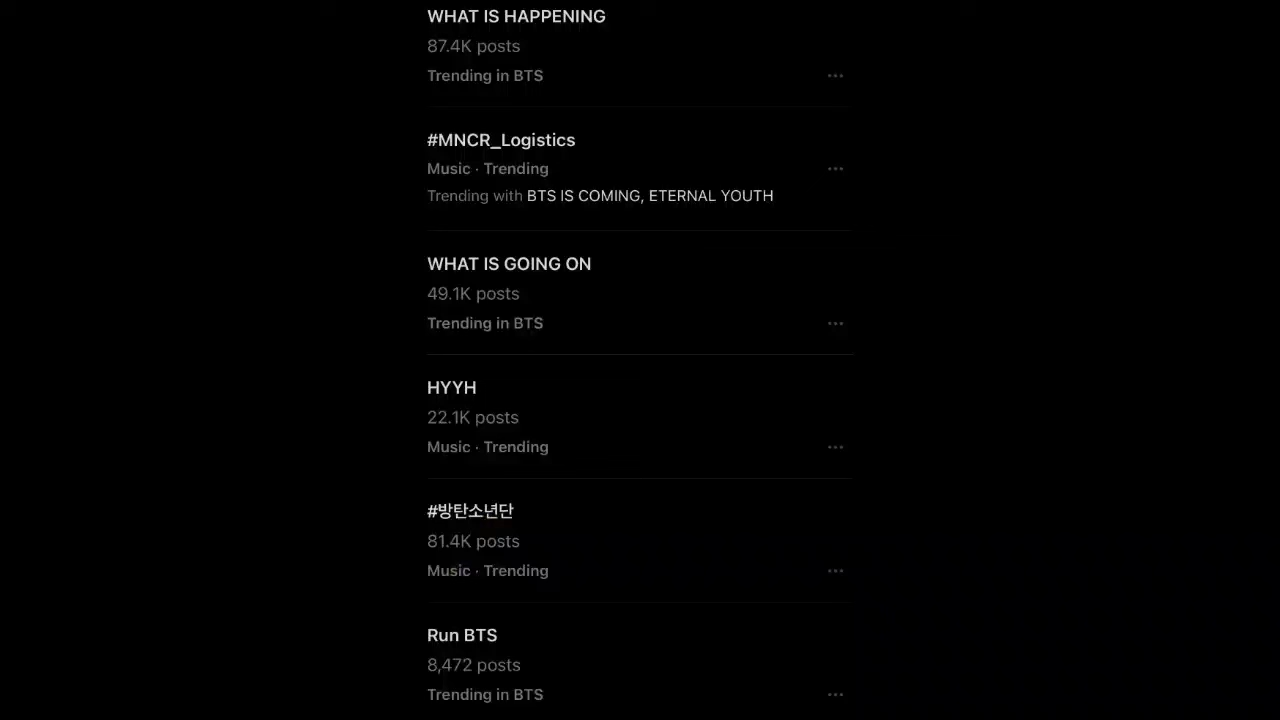 WHAT IS HAPPENING
87.4K posts
Trending in BTS
#MNCR_Logistics
Music · Trending
Trending with BTS IS COMING, ETERNAL YOUTH
WHAT IS GOING ON
49.1K posts
Trending in BTS
HYYH
22.1K posts
Music · Trending
#방탄소년단
81.4K posts
Music · Trending
Run BTS
8,472 posts
Trending in BTS